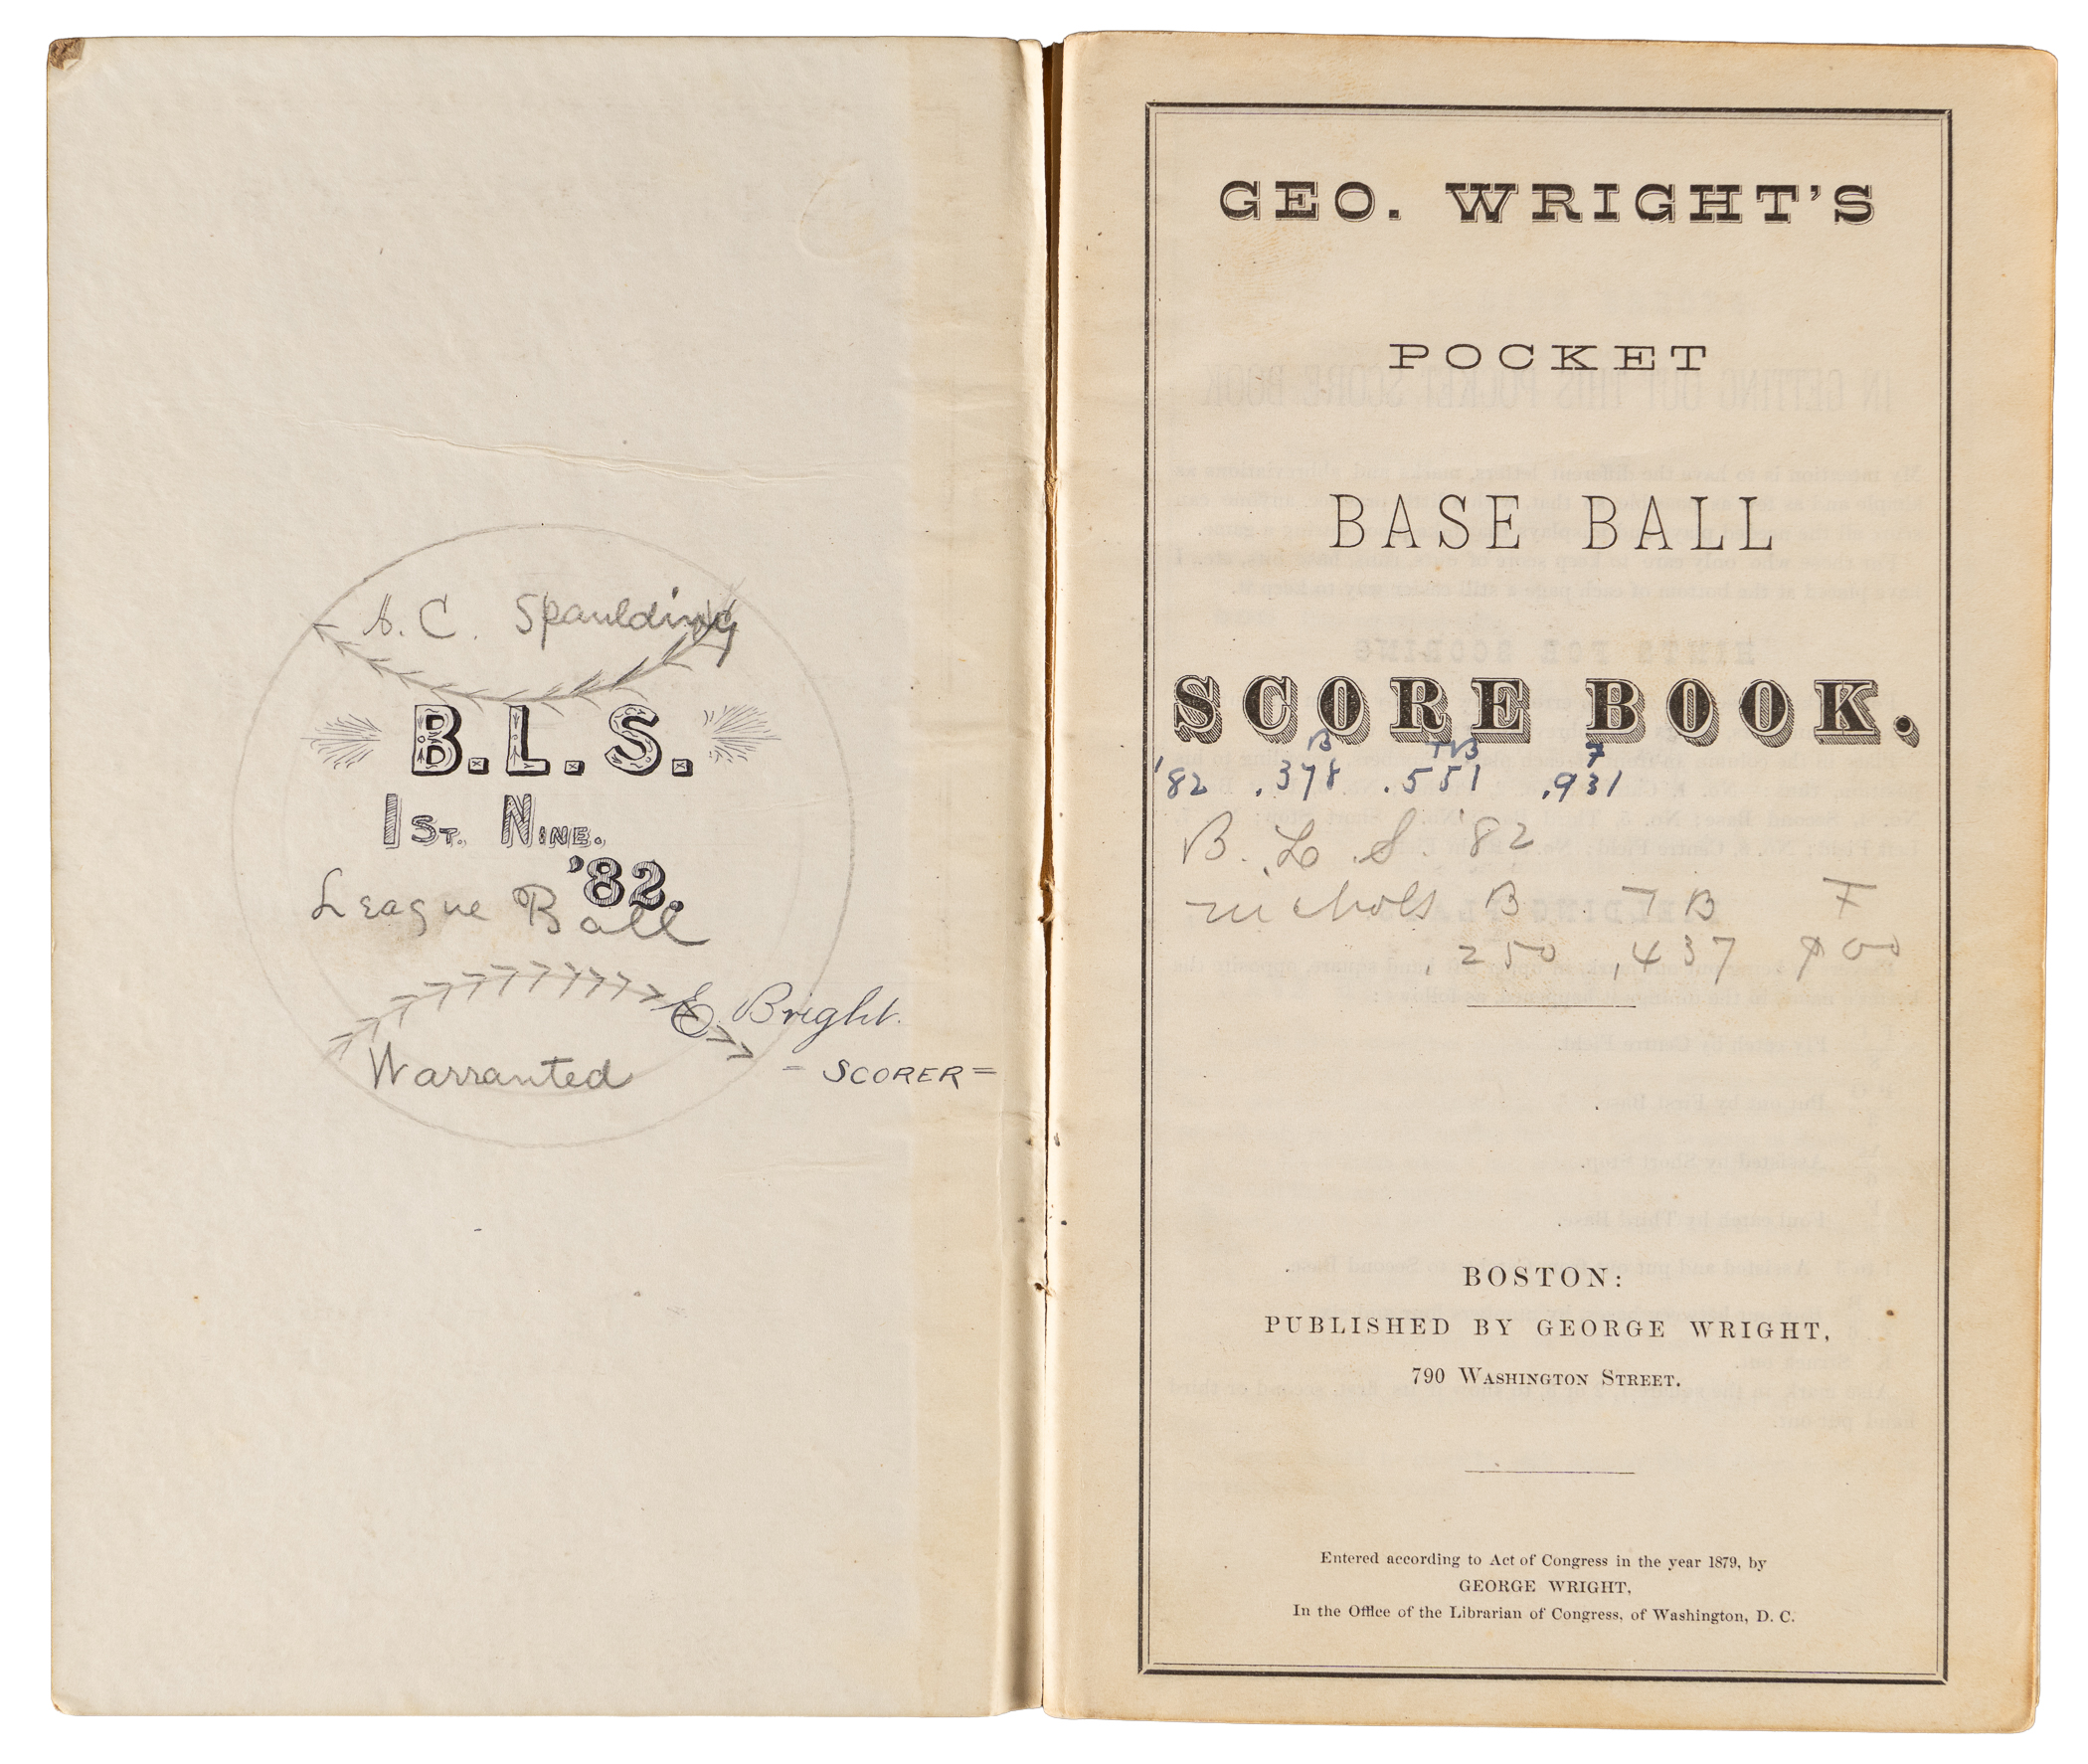 A. C. Spaulding
B. L. S.
1ST. NINE.
'82.
League Ball
E. Bright.
- SCORER =
Warranted
GEO. WRIGHT'S
POCKET
BASE BALL
SCORE BOOK.
B TB F
'82 .378 .551 .931
B. L. S. '82
Nichols B T B F
.250 .437
BOSTON:
PUBLISHED BY GEORGE WRIGHT,
790 WASHINGTON STREET.
Entered according to Act of Congress in the year 1879, by
GEORGE WRIGHT,
In the Office of the Librarian of Congress, of Washington, D. C.